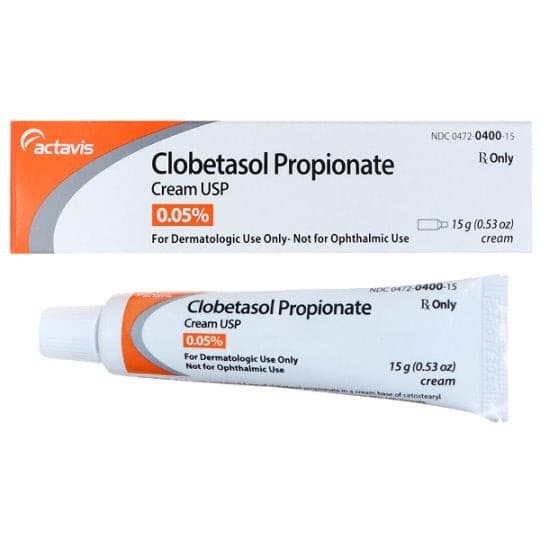 actavis
NDC 0472-0400-15
Clobetasol Propionate
℞ Only
Cream USP
0.05%
15 g (0.53 oz)
cream
For Dermatologic Use Only- Not for Ophthalmic Use
actavis
NDC 0472-0400-15
Clobetasol Propionate
℞ Only
Cream USP
0.05%
For Dermatologic Use Only
Not for Ophthalmic Use
15 g (0.53 oz)
cream
of clobetasol propionate in a cream base of cetostearyl